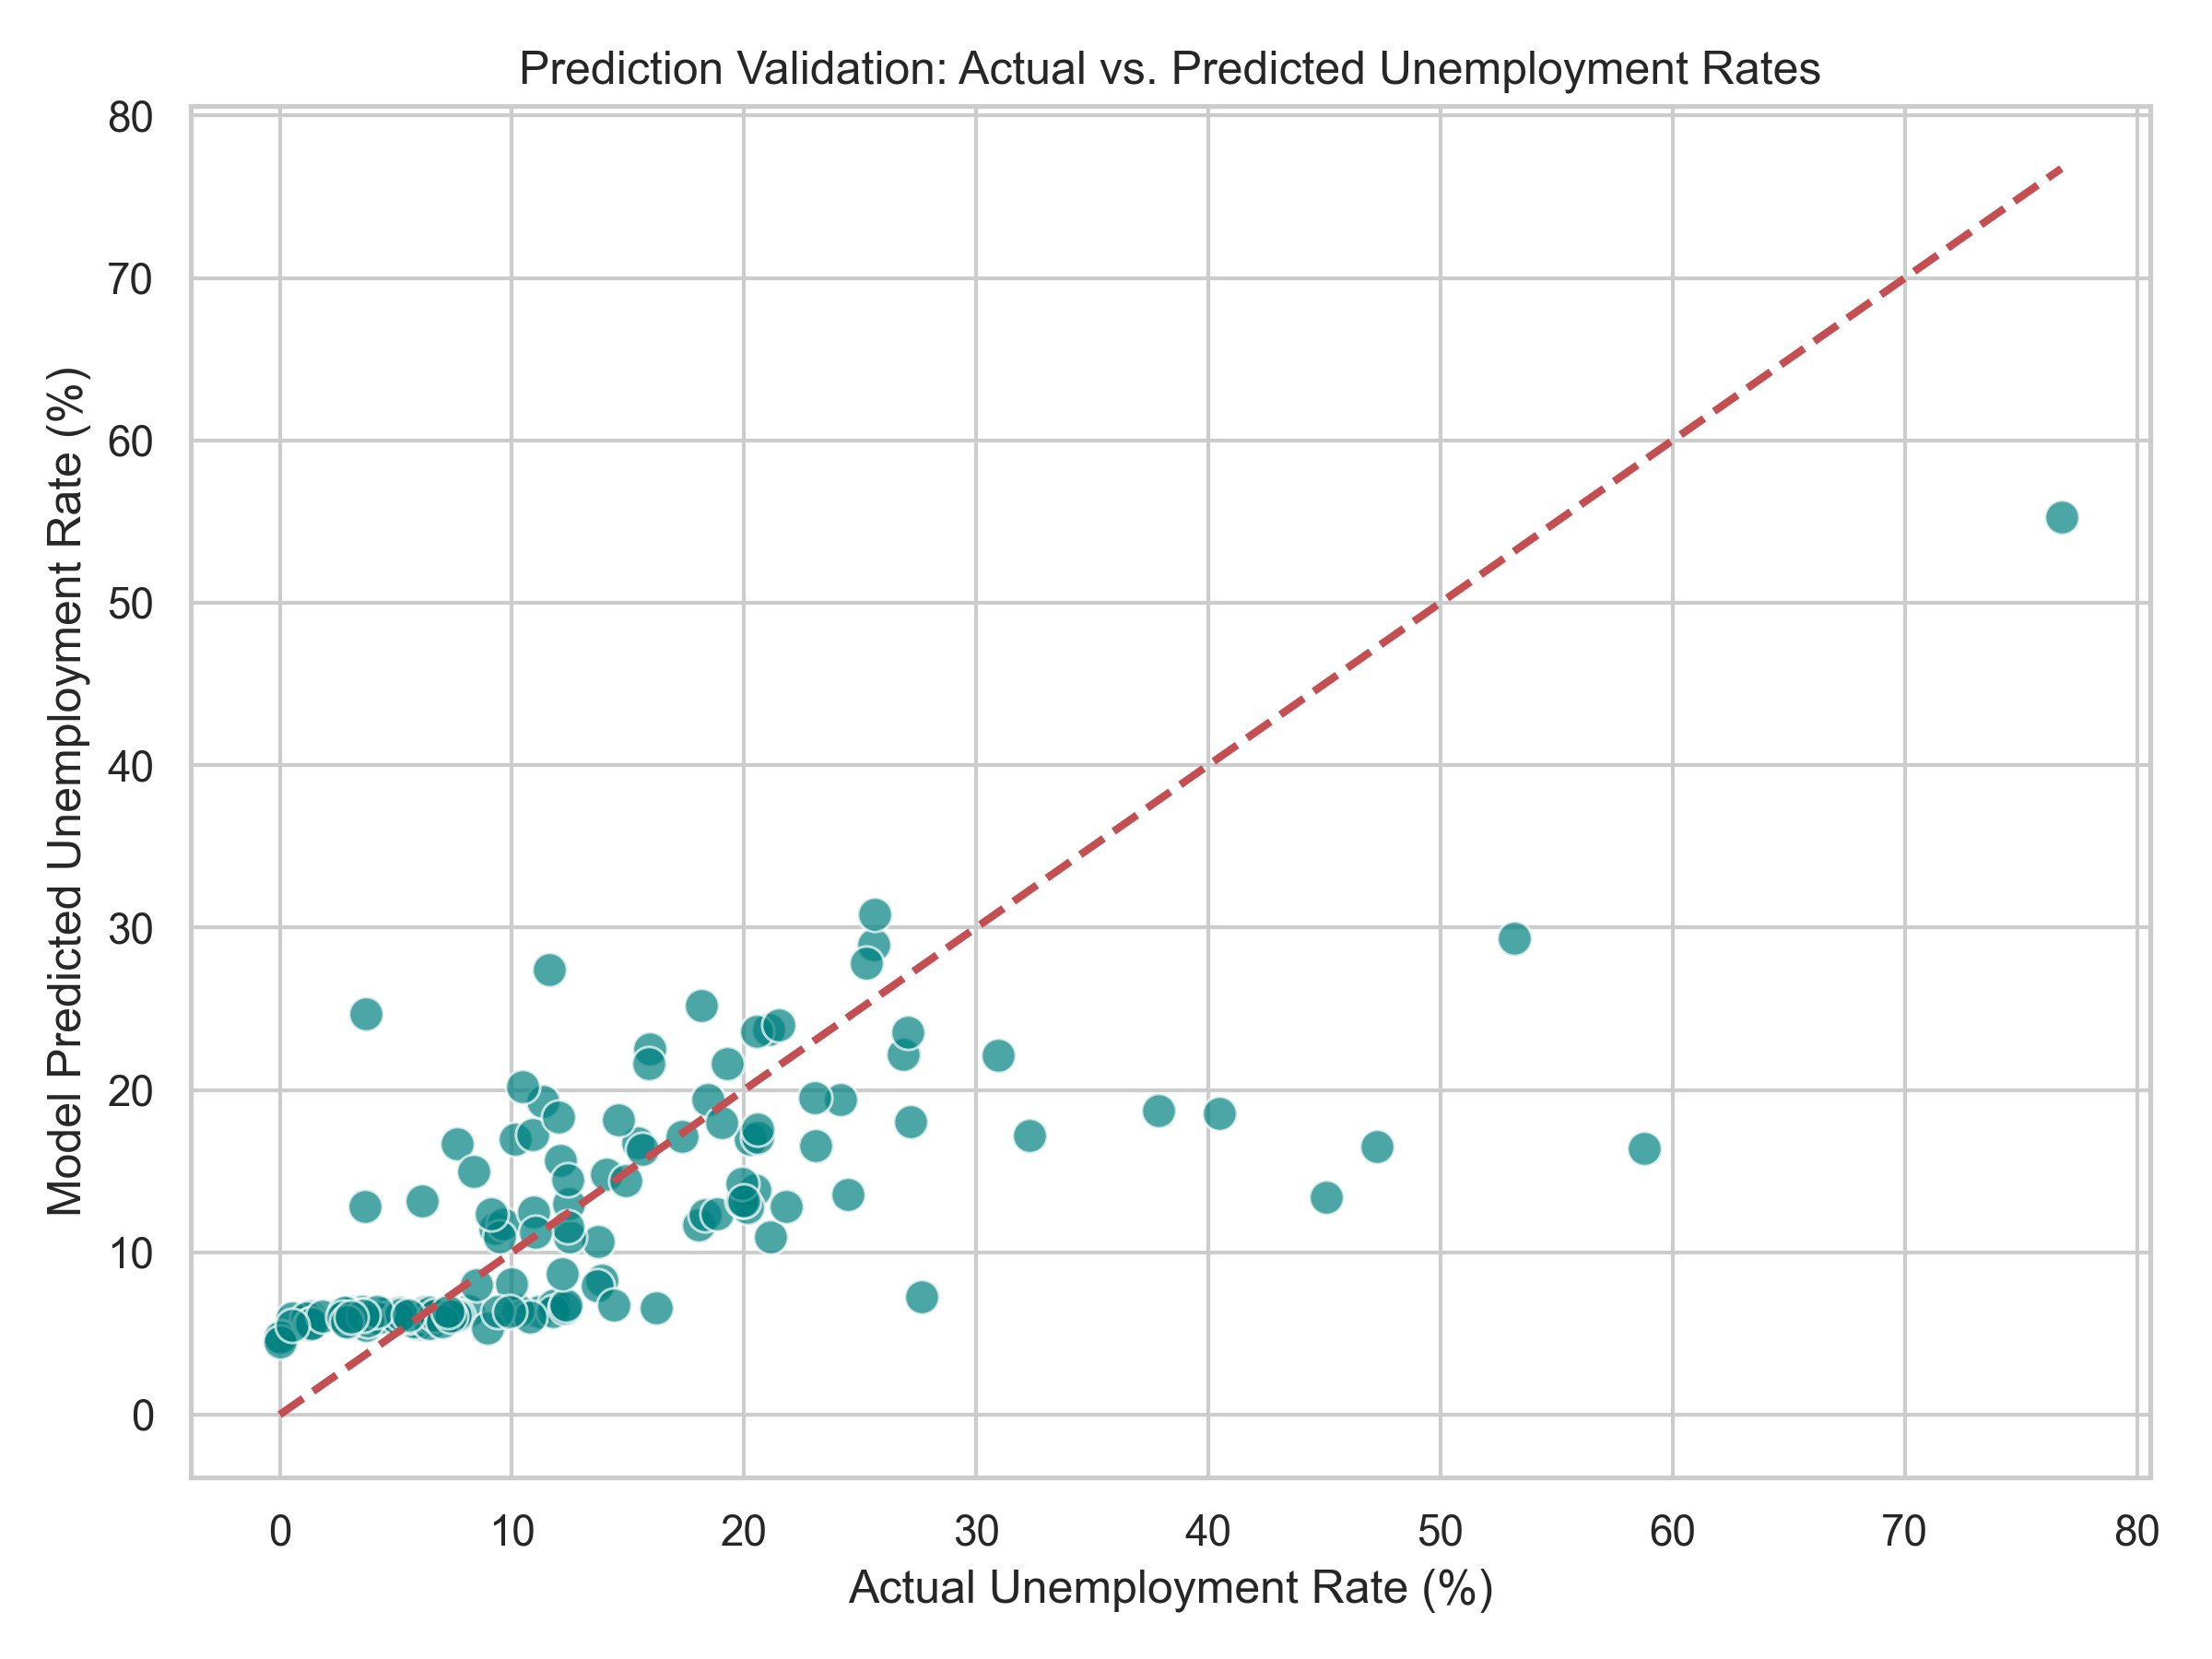 Prediction Validation: Actual vs. Predicted Unemployment Rates
Model Predicted Unemployment Rate (%)
80
70
60
50
40
30
20
10
0
0 10 20 30 40 50 60 70 80
Actual Unemployment Rate (%)